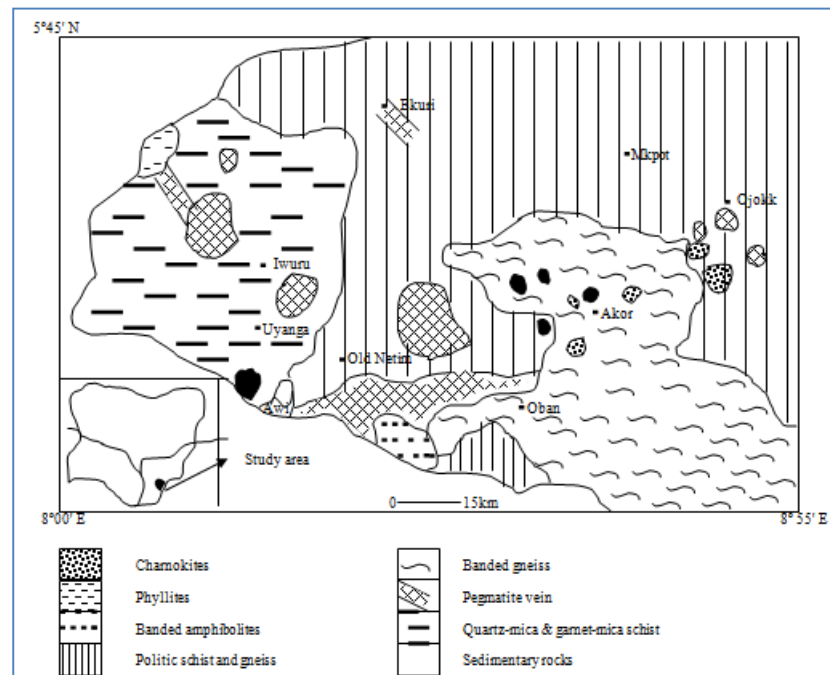 5°45' N
Ekuri
Mkpot
Ojokk
Iwuru
Akor
Uyanga
Old Netim
Awi
Oban
Study area
0 15km
8°00' E 8°55' E
Charnokites Banded gneiss
Phyllites Pegmatite vein
Banded amphibolites Quartz-mica & garnet-mica schist
Politic schist and gneiss Sedimentary rocks